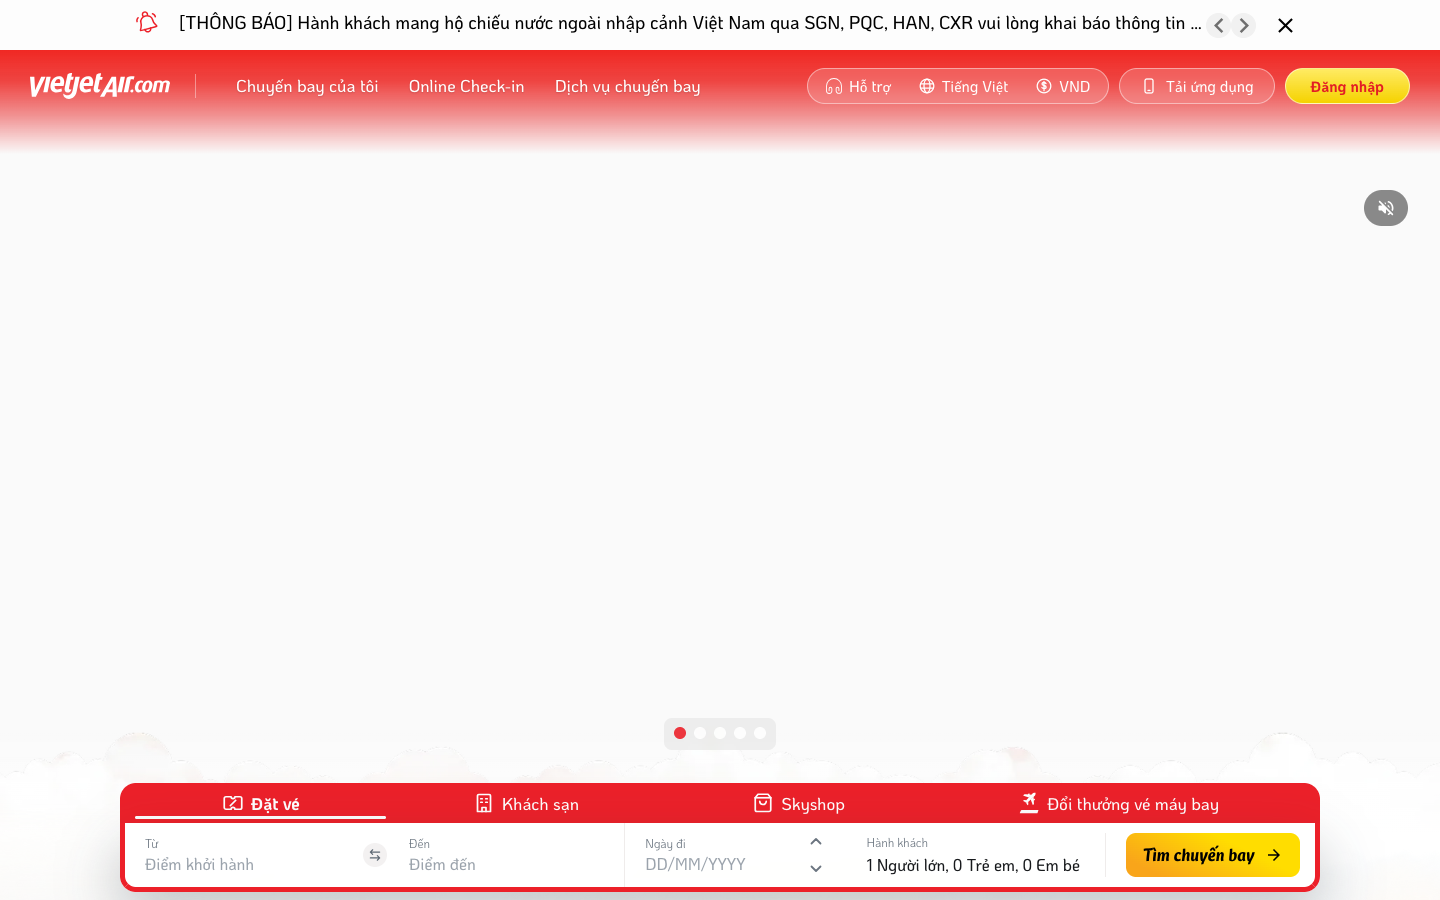 [THÔNG BÁO] Hành khách mang hộ chiếu nước ngoài nhập cảnh Việt Nam qua SGN, PQC, HAN, CXR vui lòng khai báo thông tin ...
vietjetAir.com
Chuyến bay của tôi
Online Check-in
Dịch vụ chuyến bay
Hỗ trợ
Tiếng Việt
VND
Tải ứng dụng
Đăng nhập
Đặt vé
Khách sạn
Skyshop
Đổi thưởng vé máy bay
Từ
Điểm khởi hành
Đến
Điểm đến
Ngày đi
DD/MM/YYYY
Hành khách
1 Người lớn, 0 Trẻ em, 0 Em bé
Tìm chuyến bay